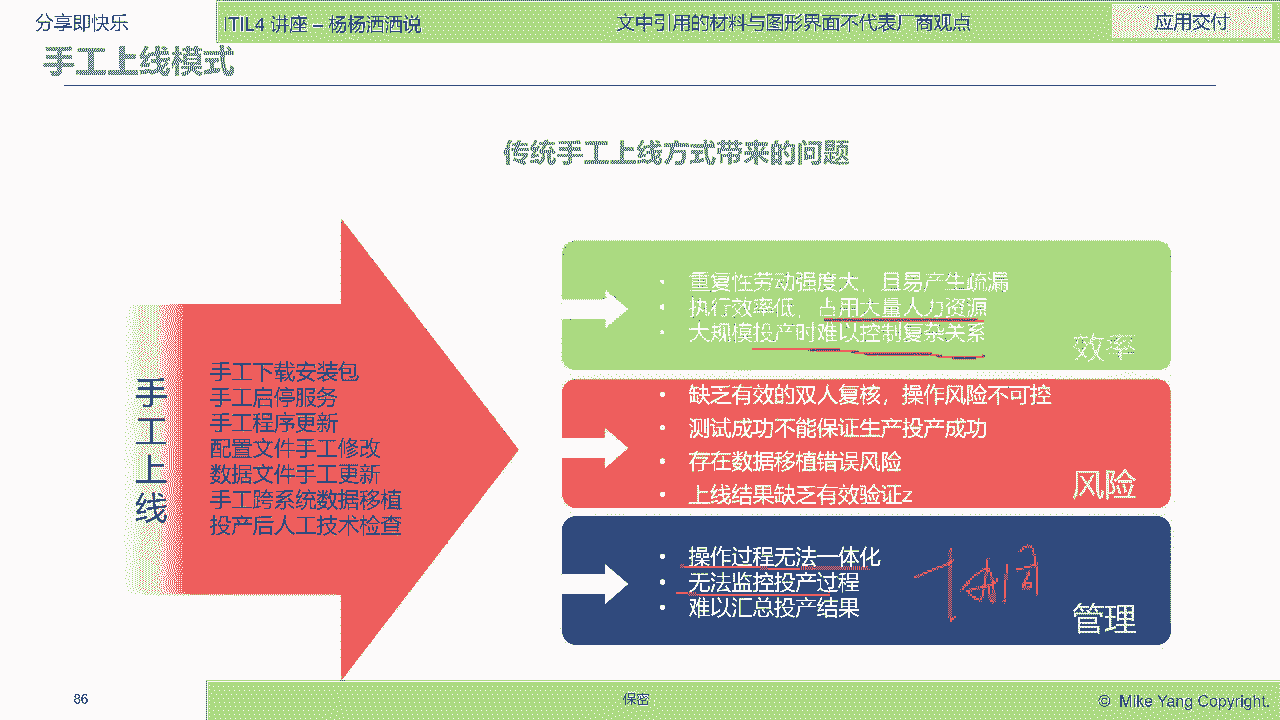 分享即快乐
ITIL4 讲座 – 杨杨洒洒说
文中引用的材料与图形界面不代表厂商观点
应用交付
手工上线模式
传统手工上线方式带来的问题
手工上线
手工下载安装包
手工启停服务
手工程序更新
配置文件手工修改
数据文件手工更新
手工跨系统数据移植
投产后人工技术检查
• 重复性劳动强度大，且易产生疏漏
• 执行效率低，占用大量人力资源
• 大规模投产时难以控制复杂关系
效率
• 缺乏有效的双人复核，操作风险不可控
• 测试成功不能保证生产投产成功
• 存在数据移植错误风险
• 上线结果缺乏有效验证z
风险
• 操作过程无法一体化
• 无法监控投产过程
• 难以汇总投产结果
协同
管理
86
保密
© Mike Yang Copyright.